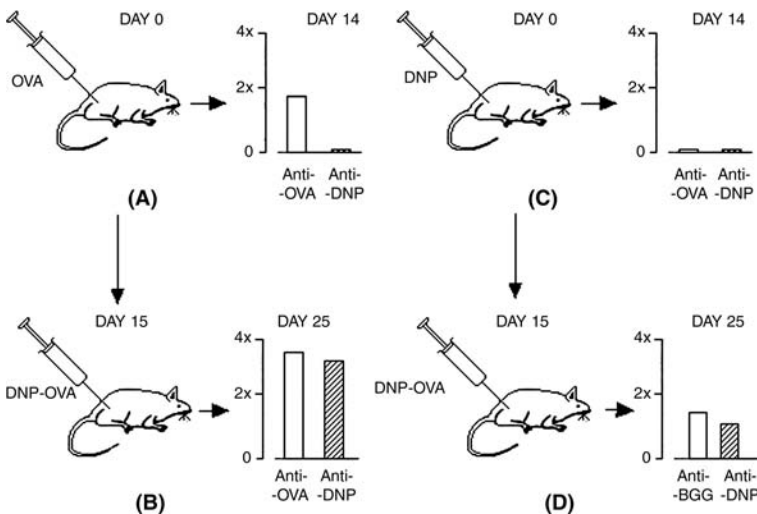 DAY 0
DAY 14
OVA
4x
2x
0
Anti-
-OVA
Anti-
-DNP
(A)
DAY 0
DAY 14
DNP
4x
2x
0
Anti-
-OVA
Anti-
-DNP
(C)
DAY 15
DAY 25
DNP-OVA
4x
2x
0
Anti-
-OVA
Anti-
-DNP
(B)
DAY 15
DAY 25
DNP-OVA
4x
2x
0
Anti-
-BGG
Anti-
-DNP
(D)